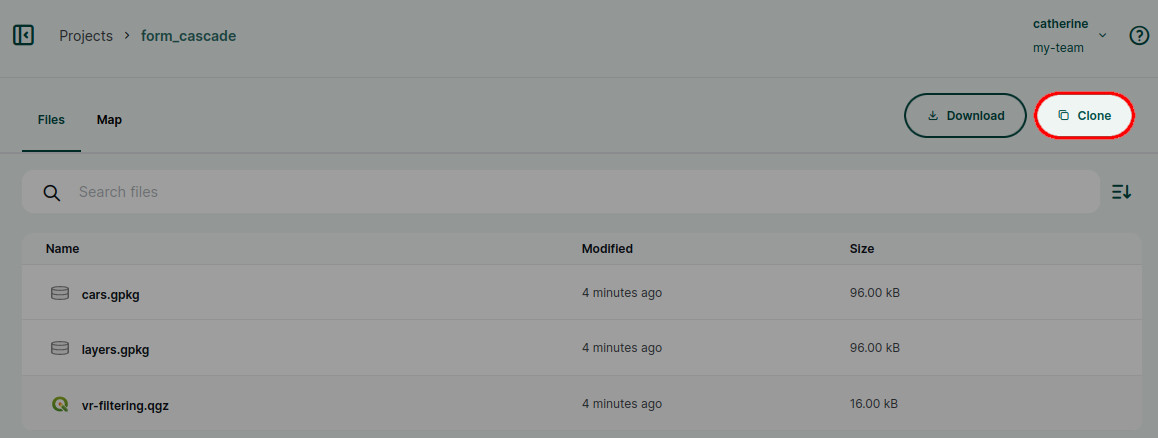 Projects > form_cascade
catherine
my-team
Files
Map
Download
Clone
Search files
Name Modified Size
cars.gpkg 4 minutes ago 96.00 kB
layers.gpkg 4 minutes ago 96.00 kB
vr-filtering.qgz 4 minutes ago 16.00 kB